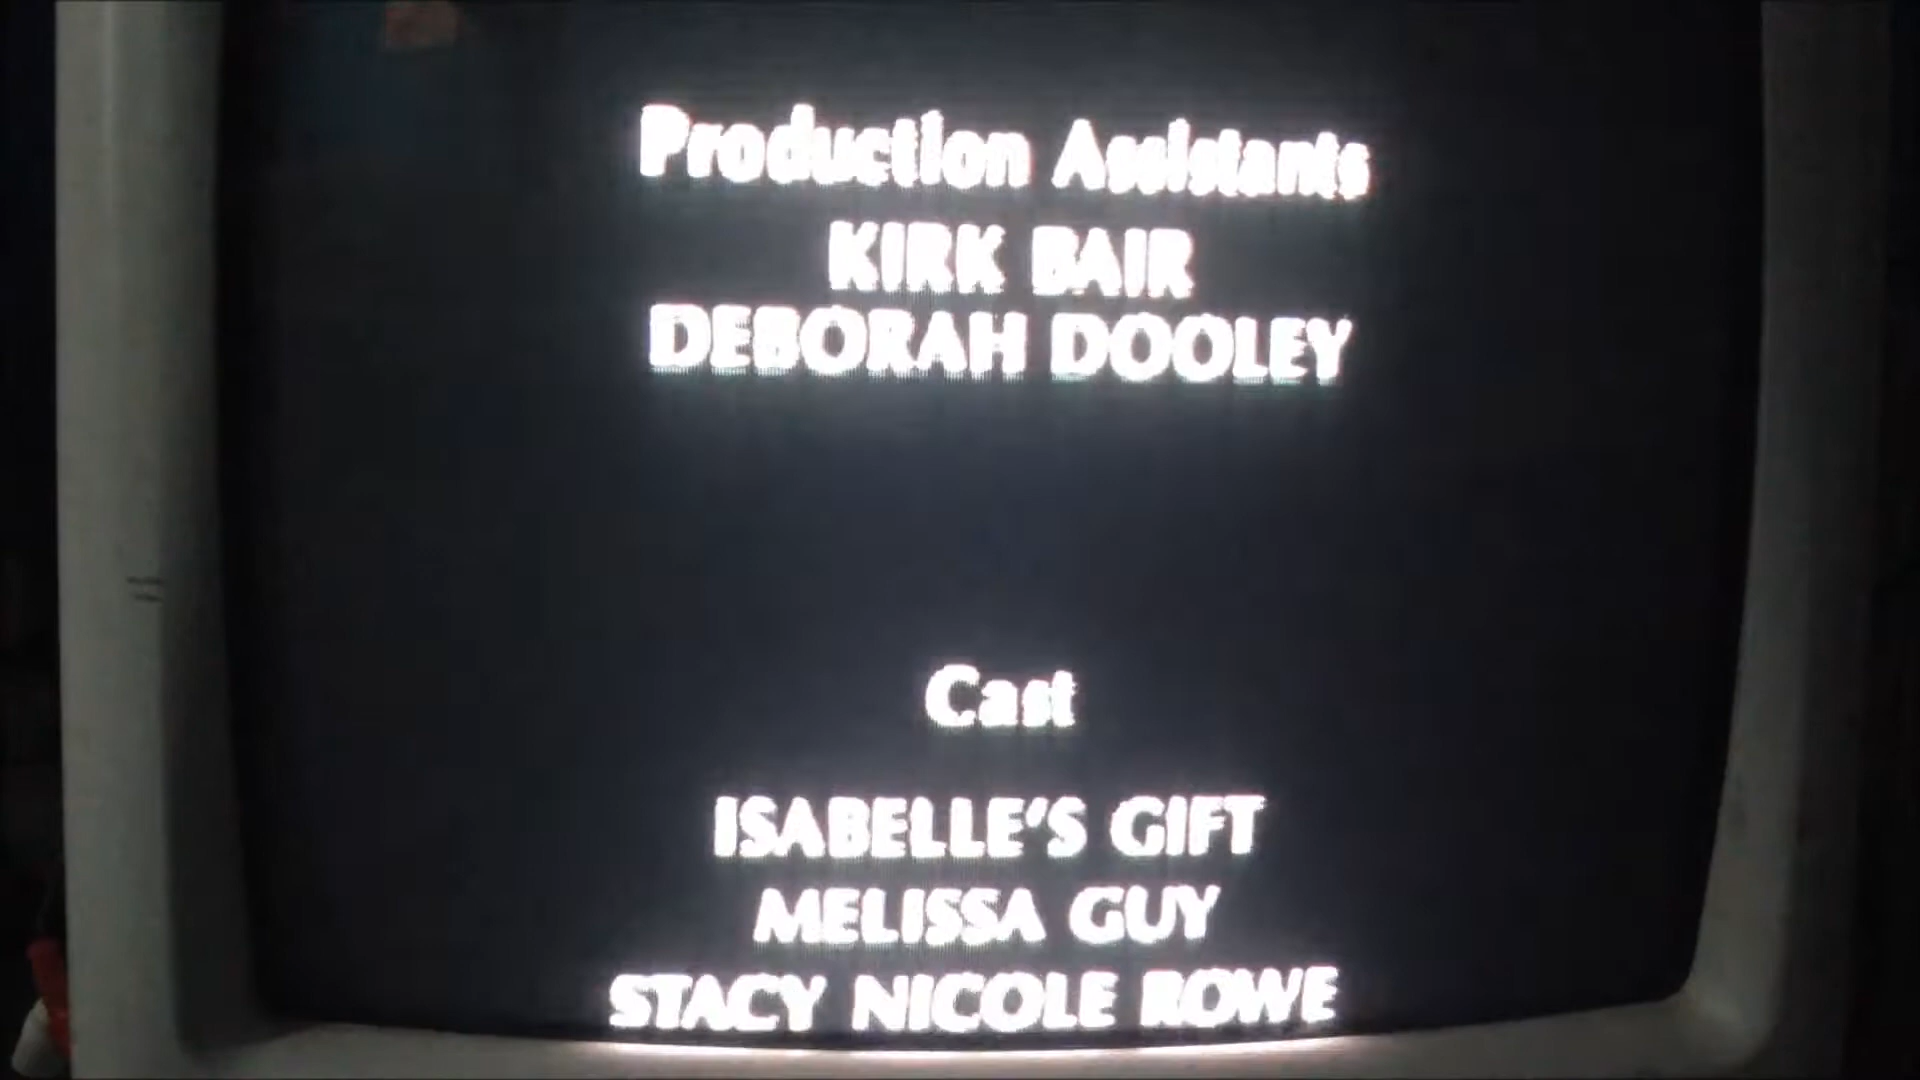 Production Assistants
KIRK BAIR
DEBORAH DOOLEY
Cast
ISABELLE'S GIFT
MELISSA GUY
STACY NICOLE ROWE